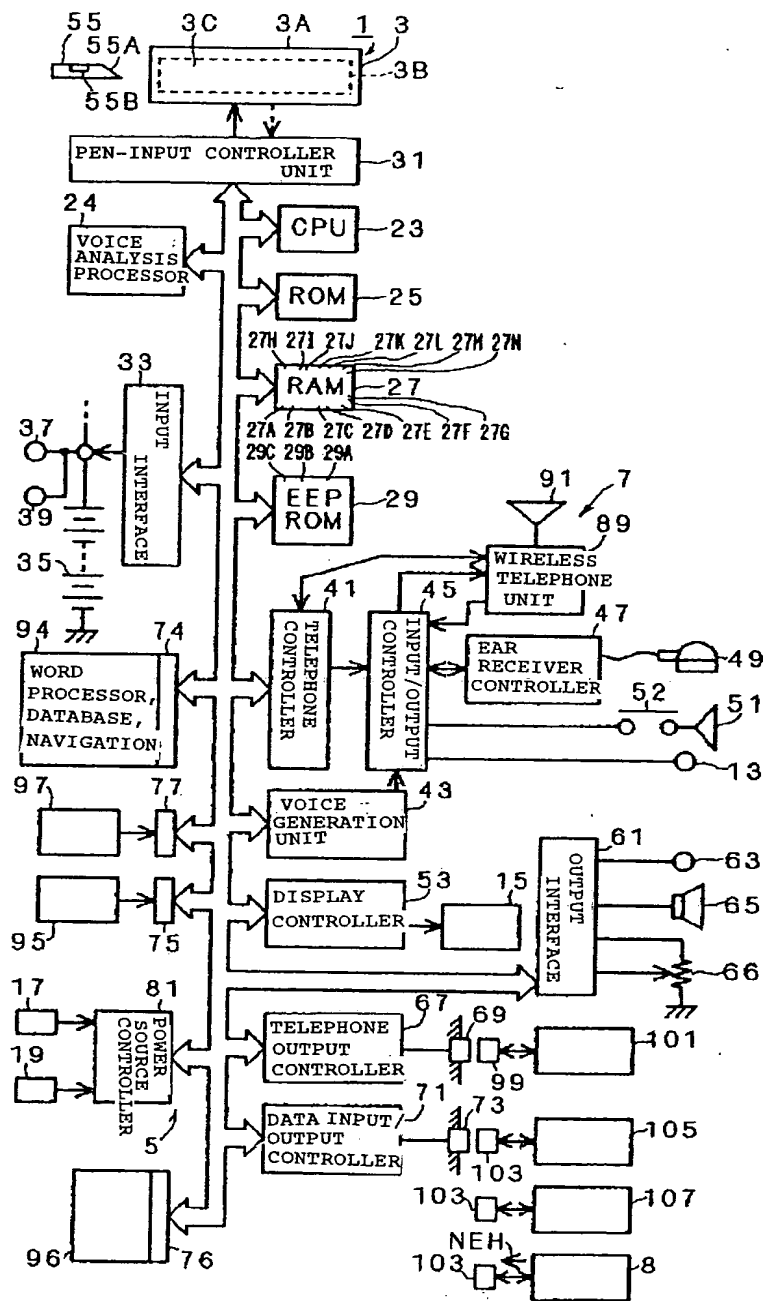 55 3C 3A 1 3
55A
3B
55B
PEN-INPUT CONTROLLER
UNIT
31
24
VOICE
ANALYSIS
PROCESSOR
CPU
23
ROM
25
27H 27I 27J 27K 27L 27M 27N
RAM
27
27A 27B 27C 27D 27E 27F 27G
29C 29B 29A
EEP
ROM
29
33
INPUT
INTERFACE
37
39
35
91
7
89
WIRELESS
TELEPHONE
UNIT
41
TELEPHONE
CONTROLLER
45
INPUT/OUTPUT
CONTROLLER
47
EAR
RECEIVER
CONTROLLER
49
52
51
13
94
74
WORD
PROCESSOR,
DATABASE,
NAVIGATION
97
77
VOICE
GENERATION
UNIT
43
95
75
DISPLAY
CONTROLLER
53
15
61
OUTPUT
INTERFACE
63
65
66
17
19
81
POWER
SOURCE
CONTROLLER
5
TELEPHONE
OUTPUT
CONTROLLER
67
69
99
101
DATA INPUT
OUTPUT
CONTROLLER
71
73
103
105
103
107
NEH
103
8
96
76